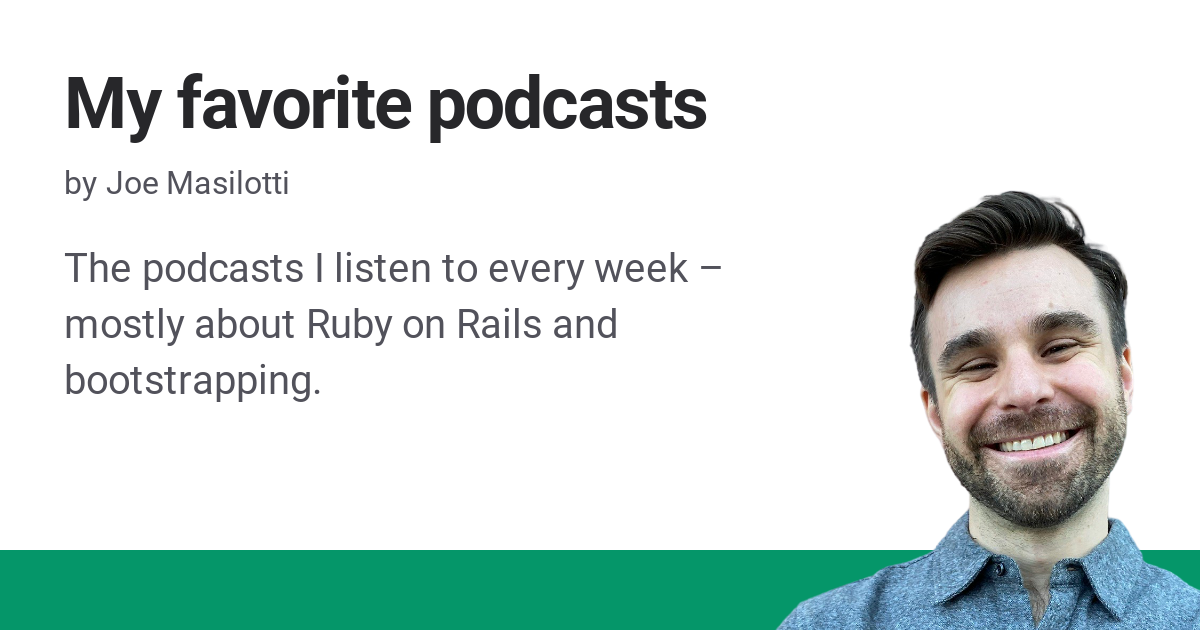 My favorite podcasts
by Joe Masilotti
The podcasts I listen to every week –
mostly about Ruby on Rails and
bootstrapping.